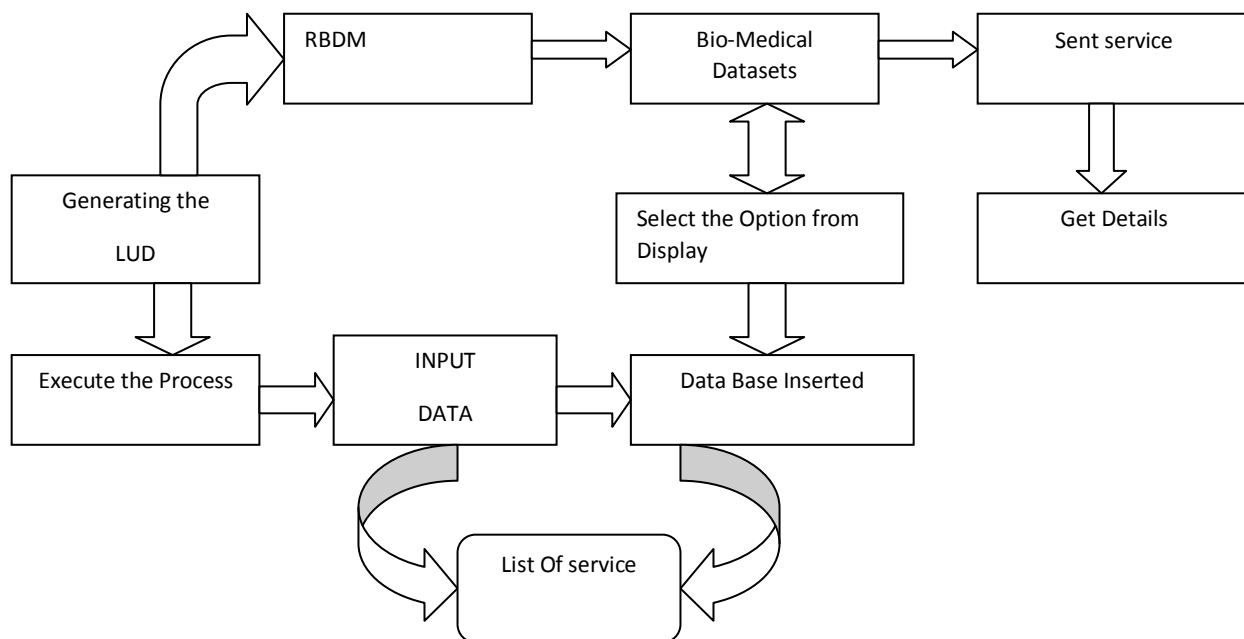 RBDM
Bio-Medical
Datasets
Sent service
Generating the
LUD
Select the Option from
Display
Get Details
Execute the Process
INPUT
DATA
Data Base Inserted
List Of service